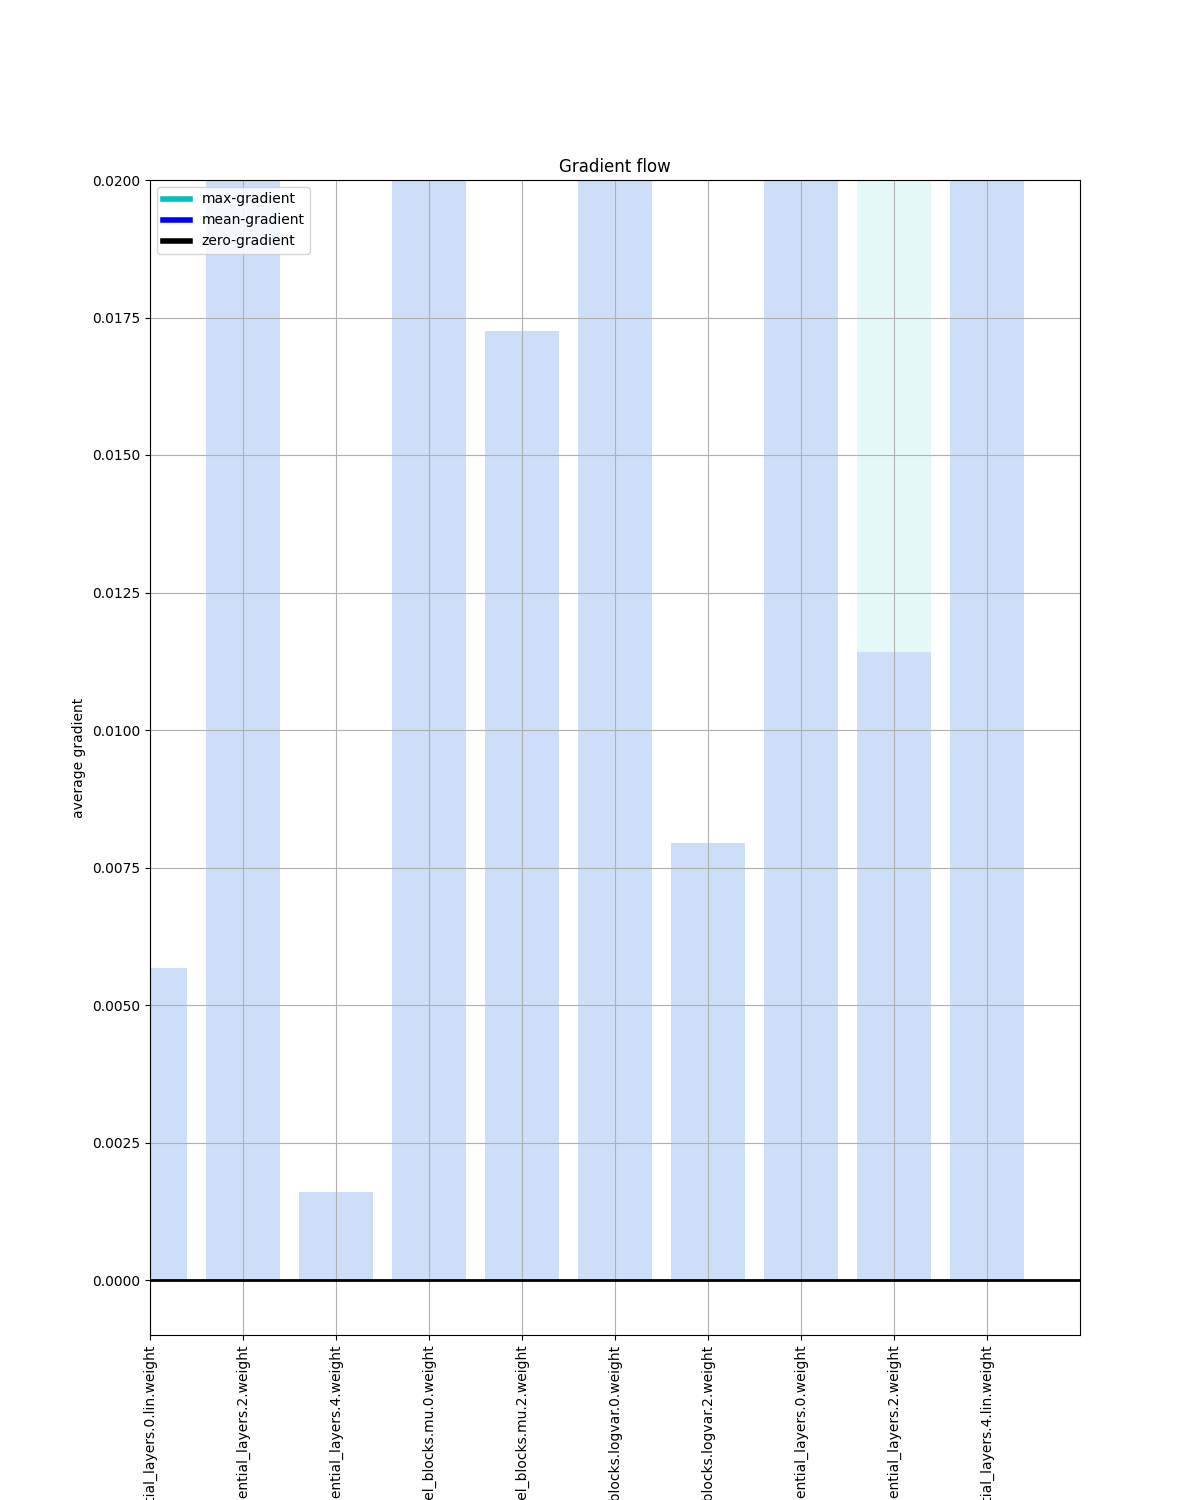 Gradient flow
max-gradient
mean-gradient
zero-gradient
0.0200
0.0175
0.0150
0.0125
0.0100
0.0075
0.0050
0.0025
0.0000
average gradient
tial_layers.0.lin.weight
ential_layers.2.weight
ential_layers.4.weight
el_blocks.mu.0.weight
el_blocks.mu.2.weight
blocks.logvar.0.weight
blocks.logvar.2.weight
ential_layers.0.weight
ential_layers.2.weight
tial_layers.4.lin.weight